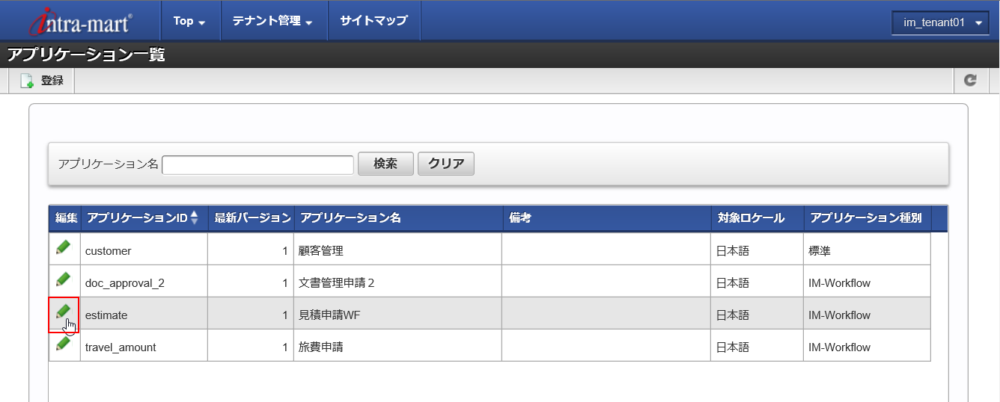 intra-mart® Top テナント管理 サイトマップ im_tenant01
アプリケーション一覧
登録
アプリケーション名 検索 クリア
編集 アプリケーションID 最新バージョン アプリケーション名 備考 対象ロケール アプリケーション種別
customer 1 顧客管理 日本語 標準
doc_approval_2 1 文書管理申請２ 日本語 IM-Workflow
estimate 1 見積申請WF 日本語 IM-Workflow
travel_amount 1 旅費申請 日本語 IM-Workflow